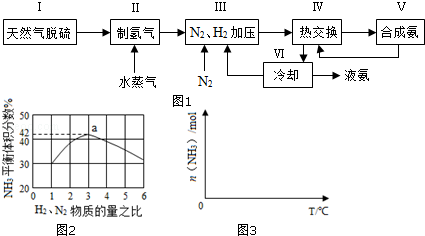 Ⅰ Ⅱ Ⅲ Ⅳ Ⅴ
天然气脱硫 制氢气 N₂、H₂加压 热交换 合成氨
Ⅵ
水蒸气 N₂ 冷却 液氨
图1
NH₃平衡体积分数%
50
42
40
30
20
a
0 1 2 3 4 5 6
H₂、N₂物质的量之比
图2
n(NH₃)/mol
0
T/℃
图3